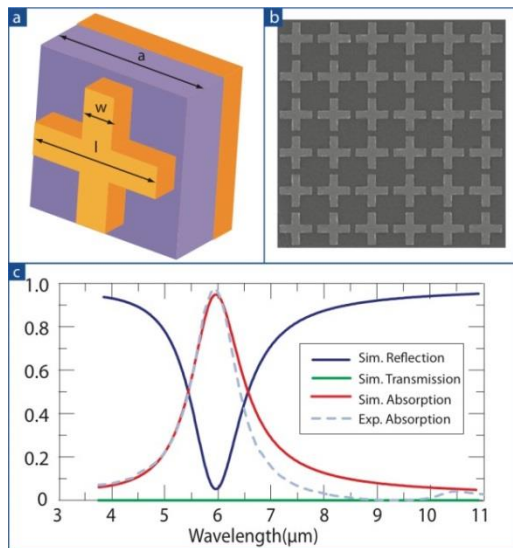 a
a
w
l
b
c
1.0
0.8
0.6
0.4
0.2
0
Sim. Reflection
Sim. Transmission
Sim. Absorption
Exp. Absorption
3 4 5 6 7 8 9 10 11
Wavelength(μm)